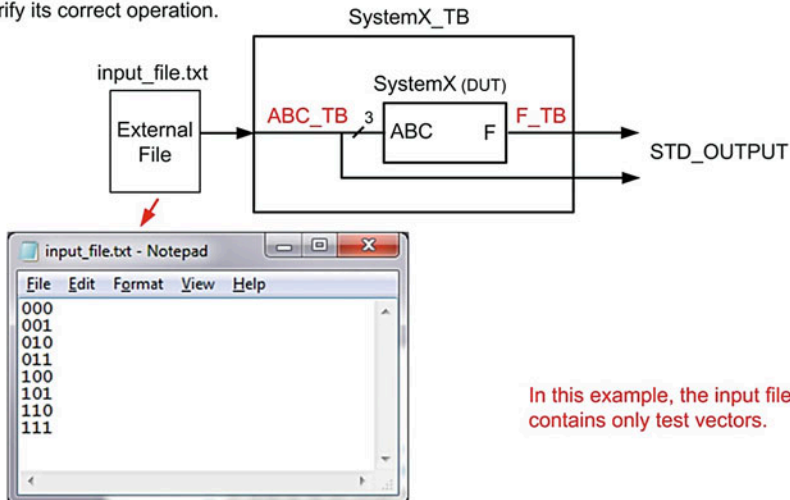 rify its correct operation.
SystemX_TB
input_file.txt
External
File
SystemX (DUT)
ABC_TB
3
ABC
F
F_TB
STD_OUTPUT
input_file.txt - Notepad
File Edit Format View Help
000
001
010
011
100
101
110
111
In this example, the input file
contains only test vectors.